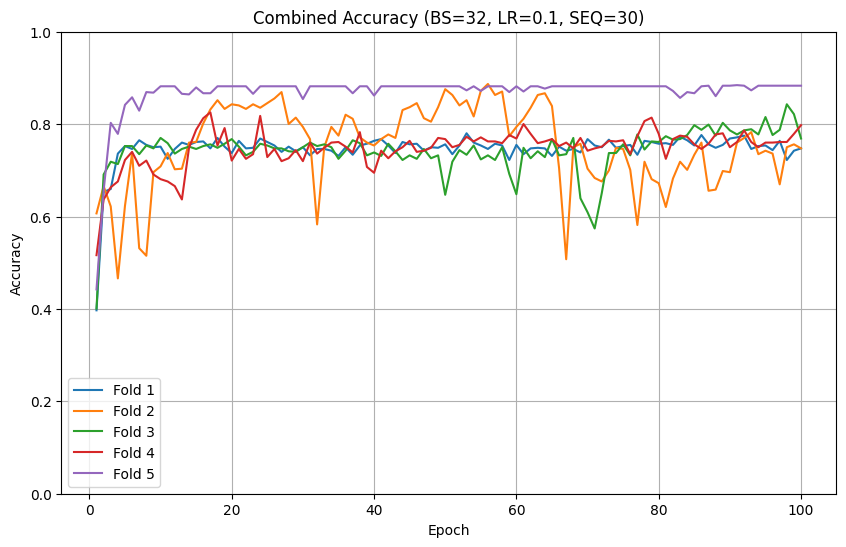 Combined Accuracy (BS=32, LR=0.1, SEQ=30)
1.0
0.8
0.6
0.4
0.2
0.0
Accuracy
Fold 1
Fold 2
Fold 3
Fold 4
Fold 5
0 20 40 60 80 100
Epoch